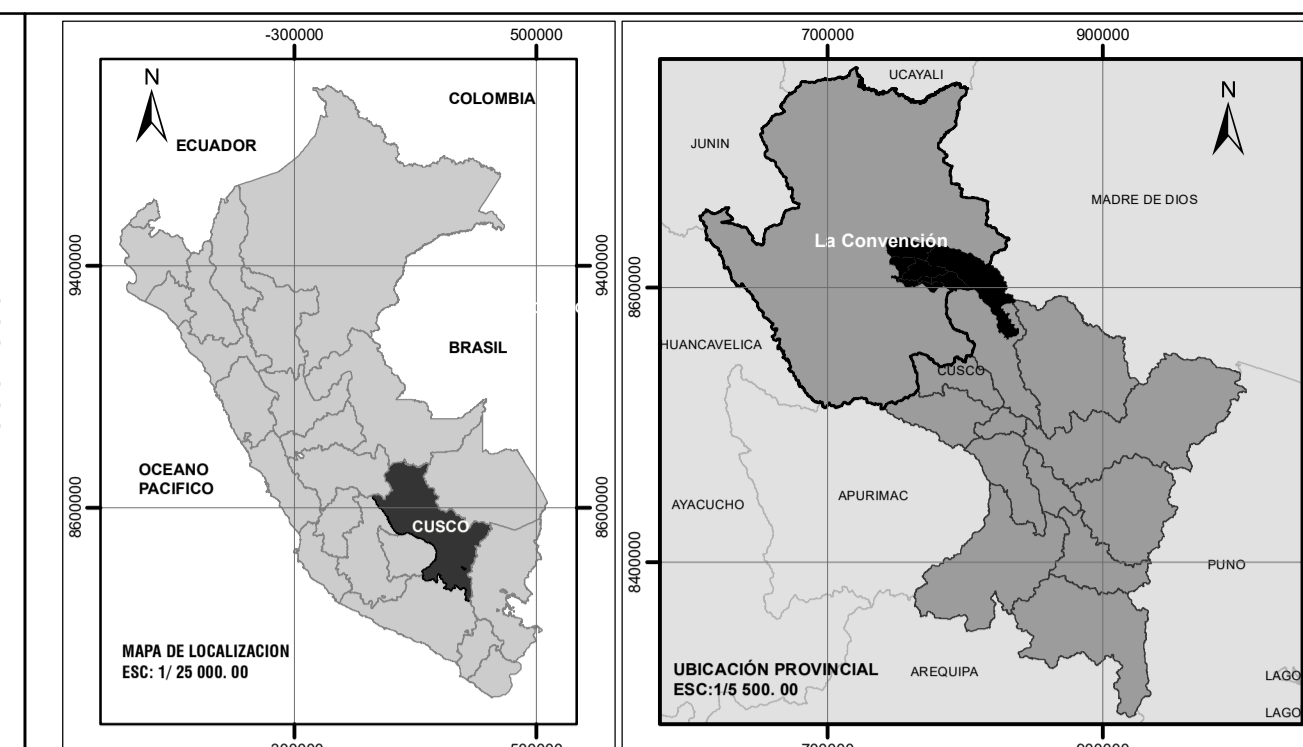 -300000
500000
N
COLOMBIA
ECUADOR
9400000
9400000
BRASIL
OCEANO
PACIFICO
8600000
8600000
CUSCO
MAPA DE LOCALIZACION
ESC: 1/ 25 000. 00
700000
900000
UCAYALI
N
JUNIN
MADRE DE DIOS
La Convención
8600000
HUANCAVELICA
CUSCO
AYACUCHO
APURIMAC
8400000
PUNO
UBICACIÓN PROVINCIAL
ESC:1/5 500. 00
AREQUIPA
LAGO
LAGO